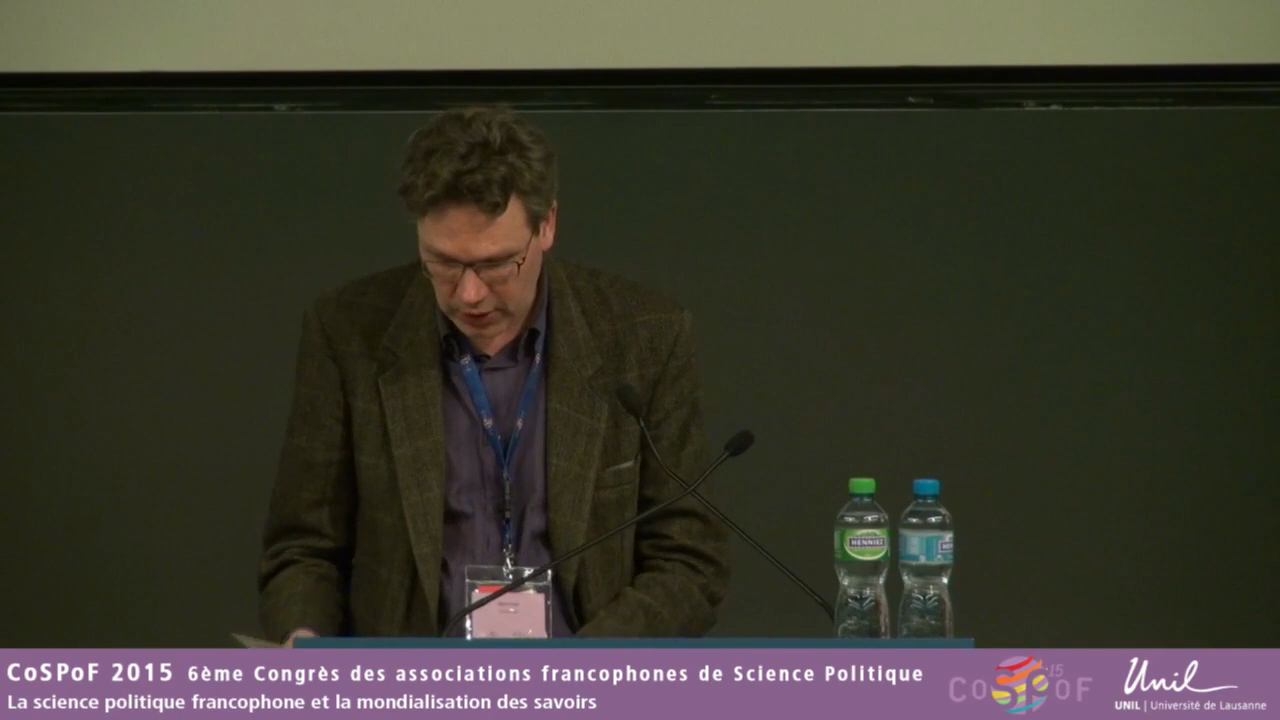 HENNIEZ
CoSPoF 2015 6ème Congrès des associations francophones de Science Politique
La science politique francophone et la mondialisation des savoirs
CoSPoF
15
Unil
UNIL | Université de Lausanne